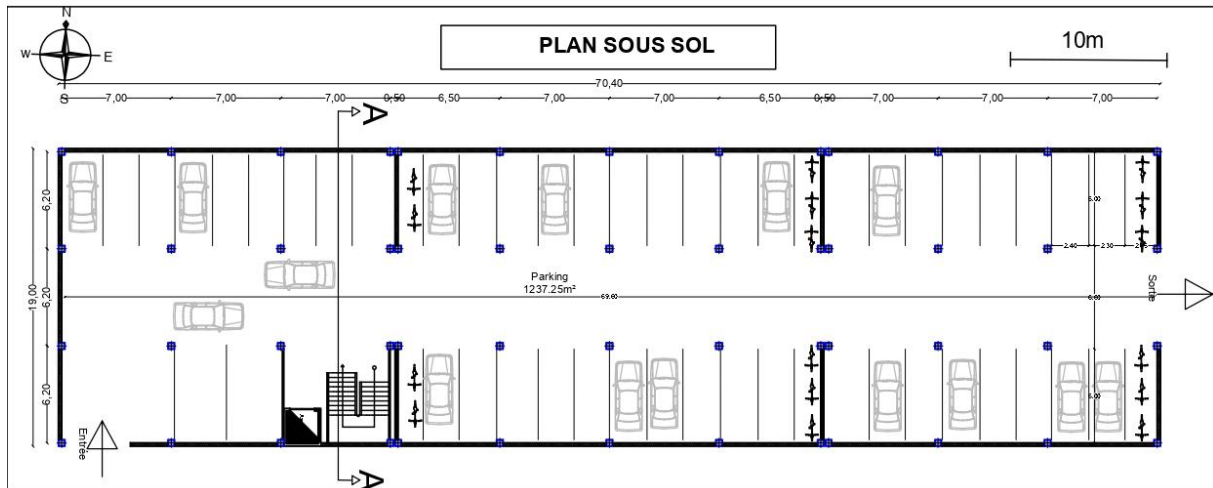 N
W
E
S
PLAN SOUS SOL
10m
70,40
7,00 7,00 7,00 0,50 6,50 7,00 7,00 6,50 0,50 7,00 7,00 7,00
A
6,20
5.00
2.40 2.30
Parking
1237.25m²
69.60
6.00
Sortie
19,00
6,20
6,20
5.00
Entrée
A